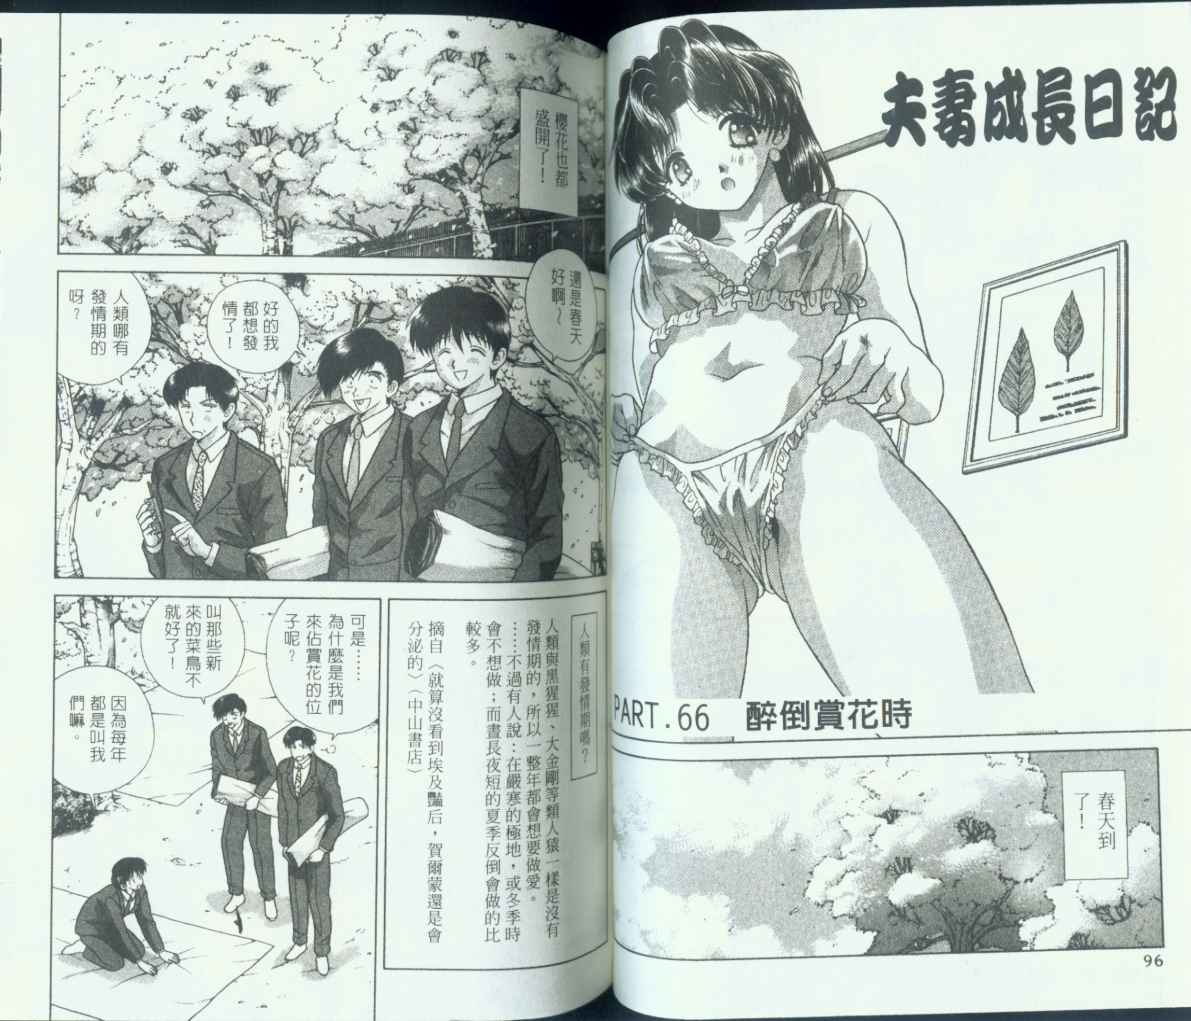 夫妻成長日記
PART.66 醉倒賞花時
春天到
了！
96
櫻花也都
盛開了！
還是春天
好啊～
好的我
都想發
情了！
人類哪有
發情期的
呀？
人類有發情期嗎？
人類與黑猩猩、大金剛等類人猿一樣是沒有
發情期的，所以一整年都會想要做愛。
……不過有人說：在嚴寒的極地，或冬季時
會不想做；而晝長夜短的夏季反倒會做的比
較多。
摘自〈就算沒看到埃及豔后，賀爾蒙還是會
分泌的〉（中山書店）
可是……
為什麼是我們
來佔賞花的位
子呢？
叫那些新
來的菜鳥不
就好了！
因為每年
都是叫我
們嘛。